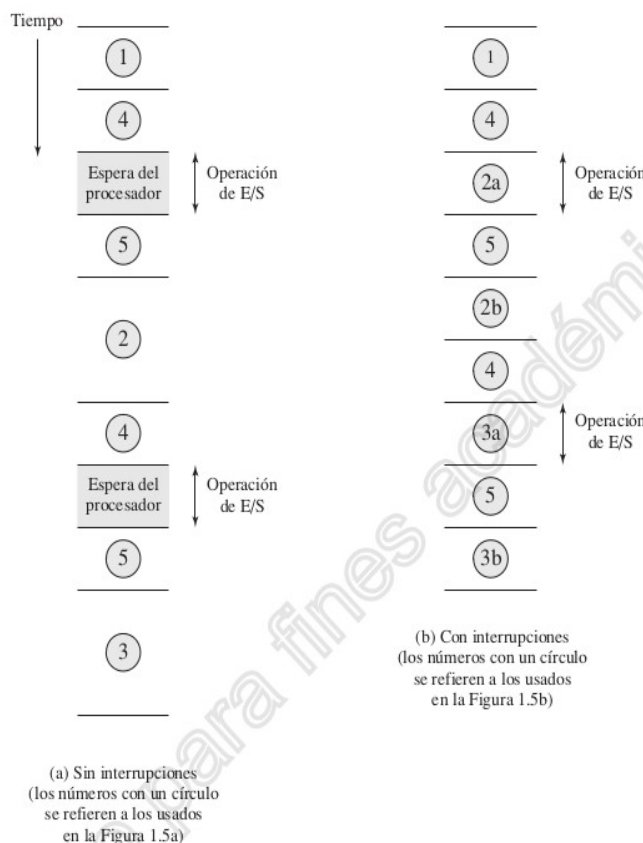 Tiempo
1
4
Espera del
procesador
Operación
de E/S
5
2
4
Espera del
procesador
Operación
de E/S
5
3
(a) Sin interrupciones
(los números con un círculo
se refieren a los usados
en la Figura 1.5a)
1
4
2a
Operación
de E/S
5
2b
4
3a
Operación
de E/S
5
3b
(b) Con interrupciones
(los números con un círculo
se refieren a los usados
en la Figura 1.5b)
para fines académi